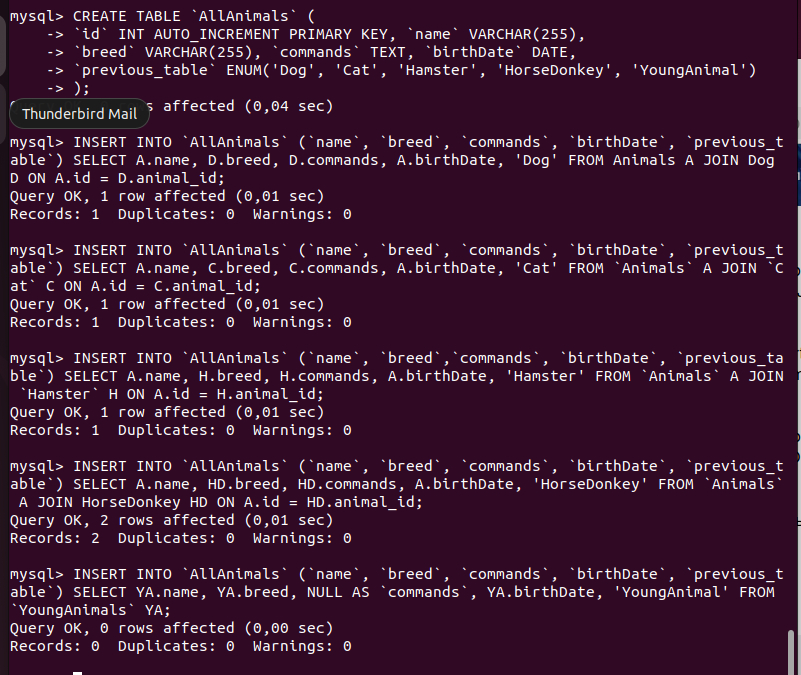 mysql> CREATE TABLE `AllAnimals` (
    -> `id` INT AUTO_INCREMENT PRIMARY KEY, `name` VARCHAR(255),
    -> `breed` VARCHAR(255), `commands` TEXT, `birthDate` DATE,
    -> `previous_table` ENUM('Dog', 'Cat', 'Hamster', 'HorseDonkey', 'YoungAnimal')
    -> );
affected (0,04 sec)
Thunderbird Mail
mysql> INSERT INTO `AllAnimals` (`name`, `breed`, `commands`, `birthDate`, `previous_t
able`) SELECT A.name, D.breed, D.commands, A.birthDate, 'Dog' FROM Animals A JOIN Dog
D ON A.id = D.animal_id;
Query OK, 1 row affected (0,01 sec)
Records: 1  Duplicates: 0  Warnings: 0
mysql> INSERT INTO `AllAnimals` (`name`, `breed`, `commands`, `birthDate`, `previous_t
able`) SELECT A.name, C.breed, C.commands, A.birthDate, 'Cat' FROM `Animals` A JOIN `C
at` C ON A.id = C.animal_id;
Query OK, 1 row affected (0,01 sec)
Records: 1  Duplicates: 0  Warnings: 0
mysql> INSERT INTO `AllAnimals` (`name`, `breed`,`commands`, `birthDate`, `previous_ta
ble`) SELECT A.name, H.breed, H.commands, A.birthDate, 'Hamster' FROM `Animals` A JOIN
 `Hamster` H ON A.id = H.animal_id;
Query OK, 1 row affected (0,01 sec)
Records: 1  Duplicates: 0  Warnings: 0
mysql> INSERT INTO `AllAnimals` (`name`, `breed`, `commands`, `birthDate`, `previous_t
able`) SELECT A.name, HD.breed, HD.commands, A.birthDate, 'HorseDonkey' FROM `Animals`
 A JOIN HorseDonkey HD ON A.id = HD.animal_id;
Query OK, 2 rows affected (0,01 sec)
Records: 2  Duplicates: 0  Warnings: 0
mysql> INSERT INTO `AllAnimals` (`name`, `breed`, `commands`, `birthDate`, `previous_t
able`) SELECT YA.name, YA.breed, NULL AS `commands`, YA.birthDate, 'YoungAnimal' FROM
`YoungAnimals` YA;
Query OK, 0 rows affected (0,00 sec)
Records: 0  Duplicates: 0  Warnings: 0